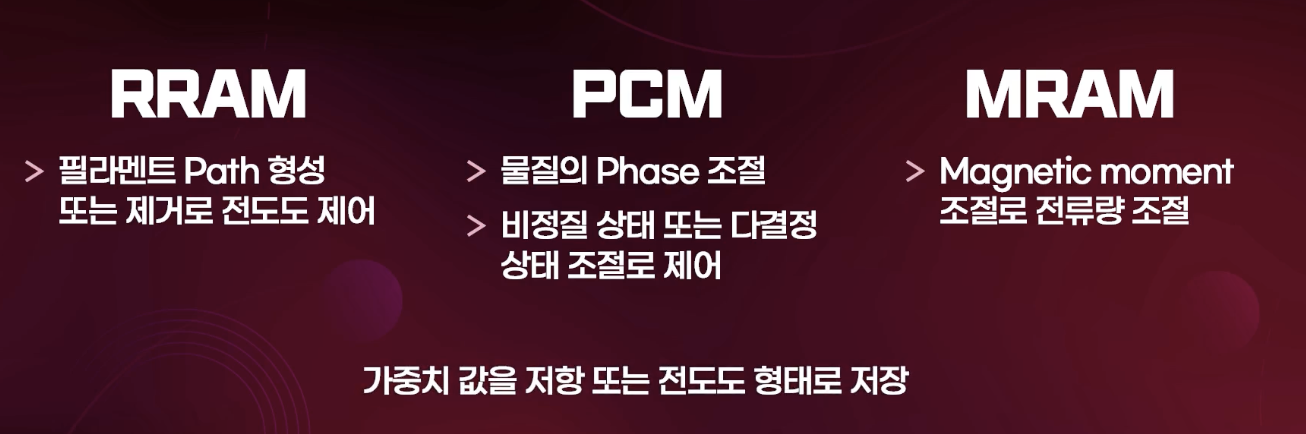 RRAM
> 필라멘트 Path 형성
또는 제거로 전도도 제어
PCM
> 물질의 Phase 조절
> 비정질 상태 또는 다결정
상태 조절로 제어
MRAM
> Magnetic moment
조절로 전류량 조절
가중치 값을 저항 또는 전도도 형태로 저장